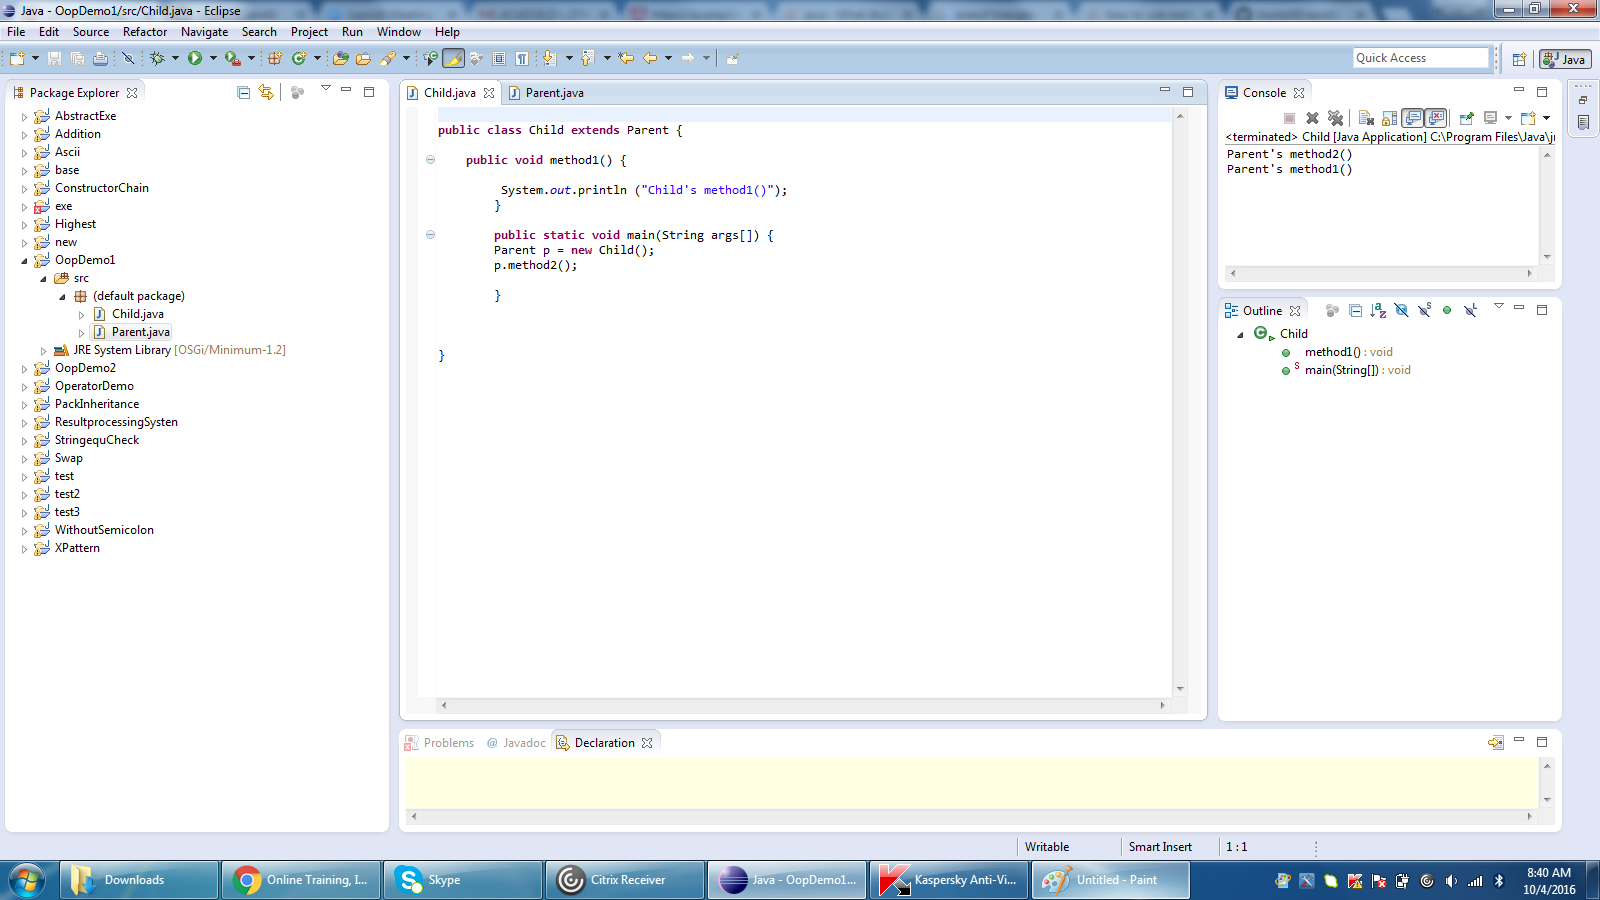 Java - OopDemo1/src/Child.java - Eclipse
File Edit Source Refactor Navigate Search Project Run Window Help
Quick Access
Java
Package Explorer
AbstractExe
Addition
Ascii
base
ConstructorChain
exe
Highest
new
OopDemo1
src
(default package)
Child.java
Parent.java
JRE System Library [OSGi/Minimum-1.2]
OopDemo2
OperatorDemo
PackInheritance
ResultprocessingSysten
StringequCheck
Swap
test
test2
test3
WithoutSemicolon
XPattern
Child.java Parent.java
public class Child extends Parent {
public void method1() {
System.out.println ("Child's method1()");
}
public static void main(String args[]) {
Parent p = new Child();
p.method2();
}
}
Console
<terminated> Child [Java Application] C:\Program Files\Java\jr
Parent's method2()
Parent's method1()
Outline
Child
method1() : void
main(String[]) : void
Problems @ Javadoc Declaration
Writable Smart Insert 1 : 1
Downloads
Online Training, I...
Skype
Citrix Receiver
Java - OopDemo1...
Kaspersky Anti-Vi...
Untitled - Paint
8:40 AM
10/4/2016